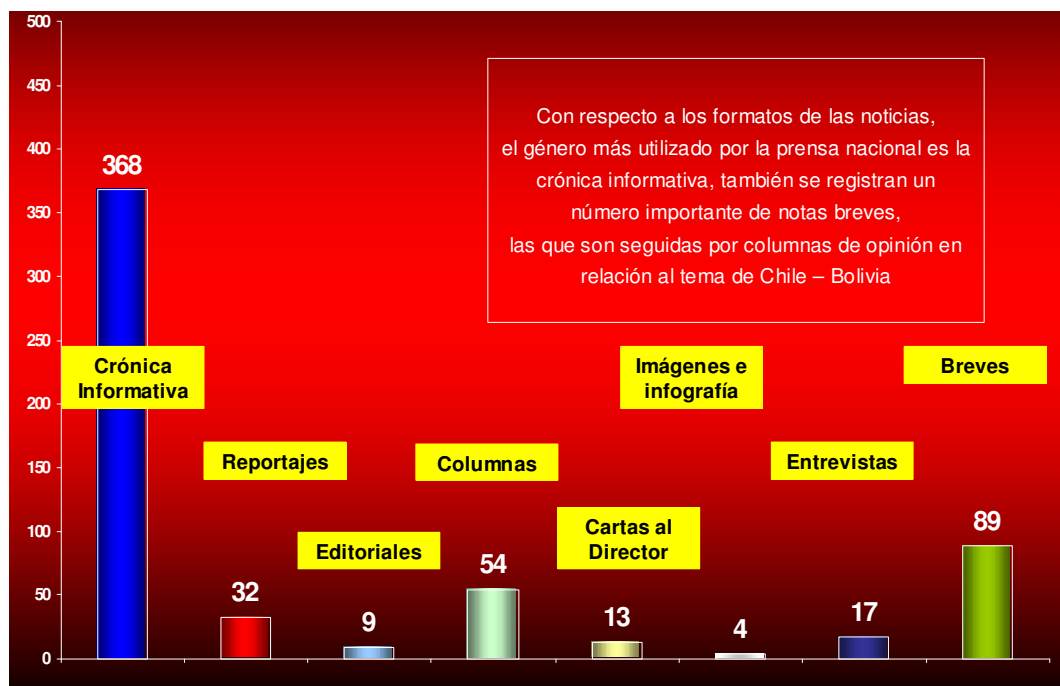 500
450
400
350
300
250
200
150
100
50
0
Con respecto a los formatos de las noticias,
el género más utilizado por la prensa nacional es la
crónica informativa, también se registran un
número importante de notas breves,
las que son seguidas por columnas de opinión en
relación al tema de Chile – Bolivia
368
Crónica
Informativa
32
Reportajes
9
Editoriales
54
Columnas
13
Cartas al
Director
4
Imágenes e
infografía
17
Entrevistas
89
Breves